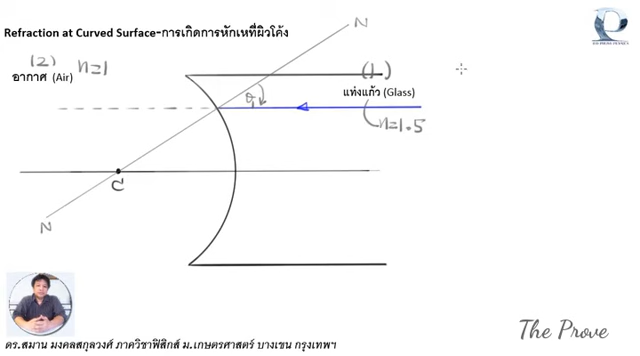 Refraction at Curved Surface-การเกิดการหักเหที่ผิวโค้ง
N
(2) n=1
อากาศ (Air)
(1)
θ₁
แท่งแก้ว (Glass)
n=1.5
C
N
The Prove
ดร.สมาน มงคลสกุลวงศ์ ภาควิชาฟิสิกส์ ม.เกษตรศาสตร์ บางเขน กรุงเทพฯ